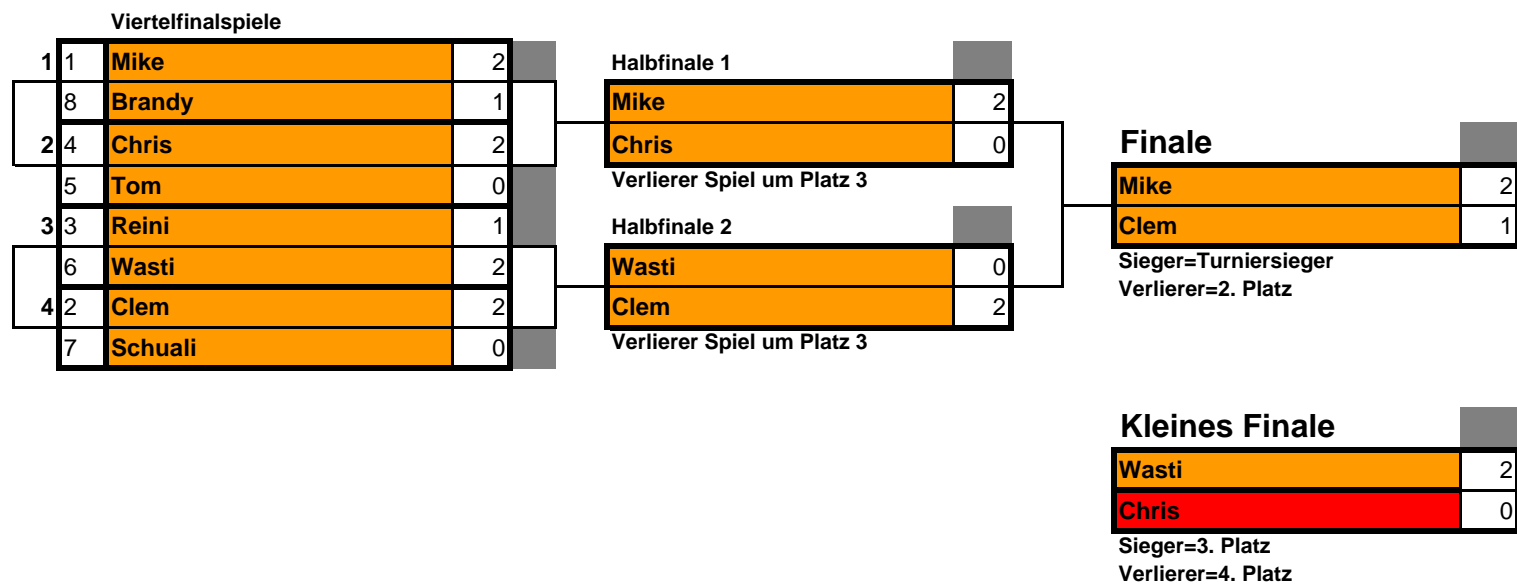 Viertelfinalspiele
1 1 Mike 2
8 Brandy 1
2 4 Chris 2
5 Tom 0
3 3 Reini 1
6 Wasti 2
4 2 Clem 2
7 Schuali 0
Halbfinale 1
Mike 2
Chris 0
Verlierer Spiel um Platz 3
Halbfinale 2
Wasti 0
Clem 2
Verlierer Spiel um Platz 3
Finale
Mike 2
Clem 1
Sieger=Turniersieger
Verlierer=2. Platz
Kleines Finale
Wasti 2
Chris 0
Sieger=3. Platz
Verlierer=4. Platz